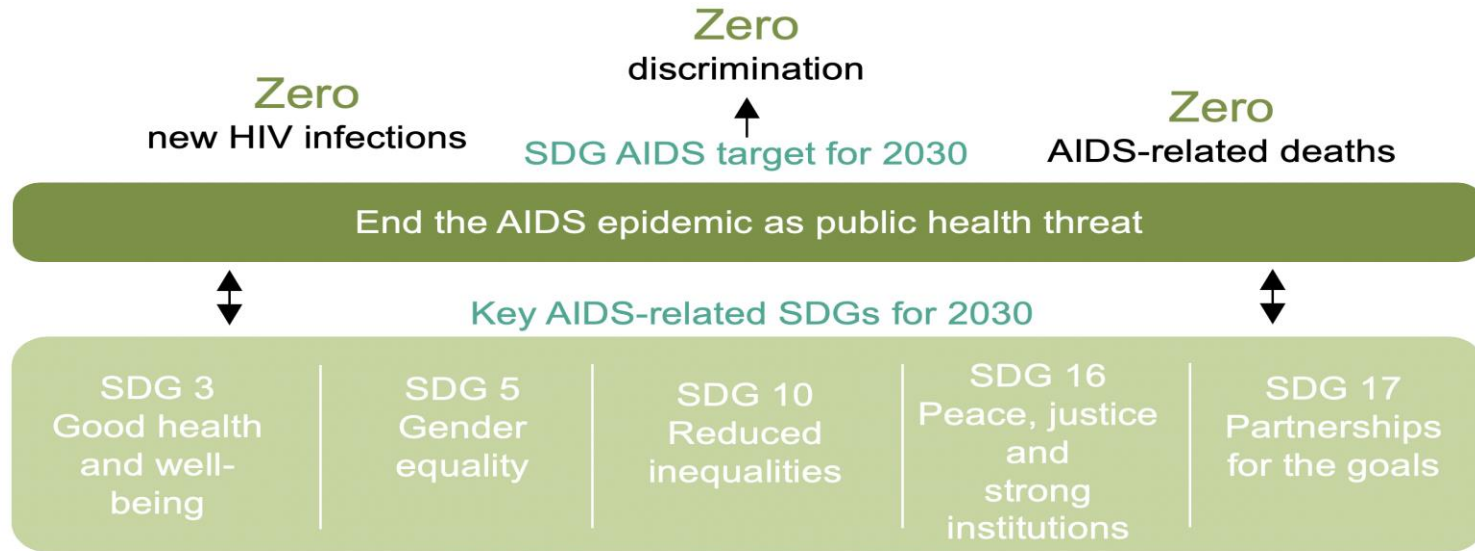 Zero
discrimination
Zero
new HIV infections
Zero
AIDS-related deaths
SDG AIDS target for 2030
End the AIDS epidemic as public health threat
Key AIDS-related SDGs for 2030
SDG 3
Good health
and well-
being
SDG 5
Gender
equality
SDG 10
Reduced
inequalities
SDG 16
Peace, justice
and
strong
institutions
SDG 17
Partnerships
for the goals